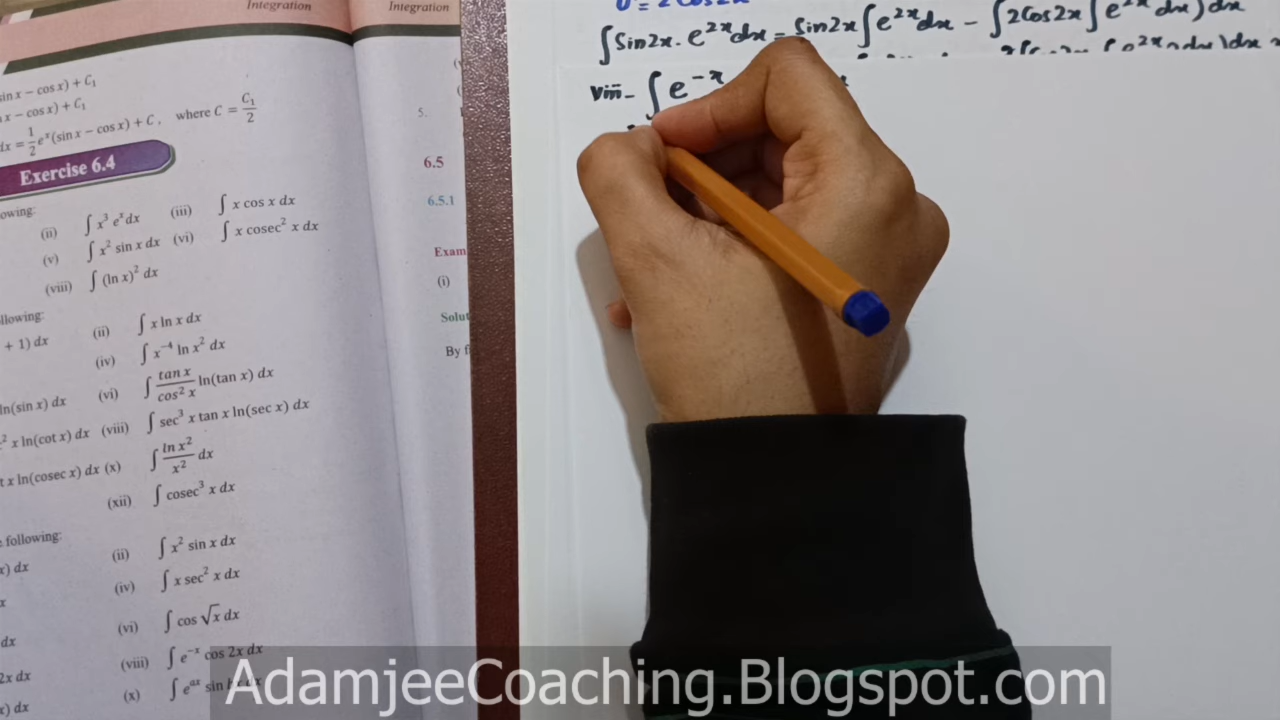 Integration
sin x − cos x) + C₁
x − cos x) + C₁
dx = 1/2 eˣ(sin x − cos x) + C, where C = C₁/2
Exercise 6.4
owing:
(ii) ∫ x³ eˣ dx (iii) ∫ x cos x dx
(v) ∫ x² sin x dx (vi) ∫ x cosec² x dx
(viii) ∫ (ln x)² dx
llowing:
+ 1) dx (ii) ∫ x ln x dx
(iv) ∫ x⁻⁴ ln x² dx
ln(sin x) dx (vi) ∫ tan x/cos² x ln(tan x) dx
² x ln(cot x) dx (viii) ∫ sec³ x tan x ln(sec x) dx
t x ln(cosec x) dx (x) ∫ ln x²/x² dx
(xii) ∫ cosec³ x dx
following:
x) dx (ii) ∫ x² sin x dx
x (iv) ∫ x sec² x dx
dx (vi) ∫ cos √x dx
2x dx (viii) ∫ e⁻ˣ cos 2x dx
x) dx (x) ∫ eᵃˣ sin
Integration
5.
6.5
6.5.1
Exam
(i)
Solut
By
∫ Sin2x · e²ˣ dx = Sin2x ∫ e²ˣ dx − ∫ 2Cos2x ∫ e²ˣ dx) dx
viii - ∫ e⁻ˣ
AdamjeeCoaching.Blogspot.com